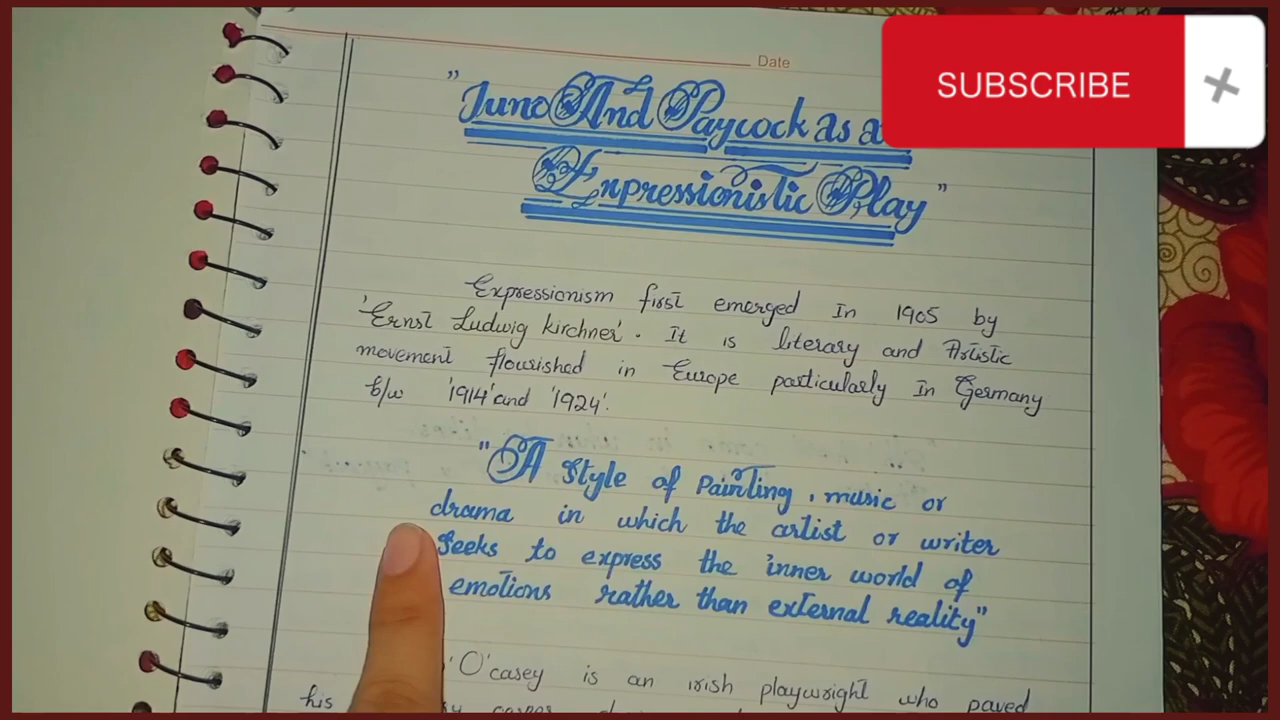 Date
SUBSCRIBE
"Juno And Paycock as a
Expressionistic Play"
Expressionism first emerged In 1905 by
'Ernst Ludwig kirchner'. It is literary and Artistic
movement flourished in Europe particularly In Germany
b/w '1914' and '1924'.
"A Style of Painting, music or
drama in which the artist or writer
Seeks to express the inner world of
emotions rather than external reality"
'O'casey is an irish playwright who paved
his